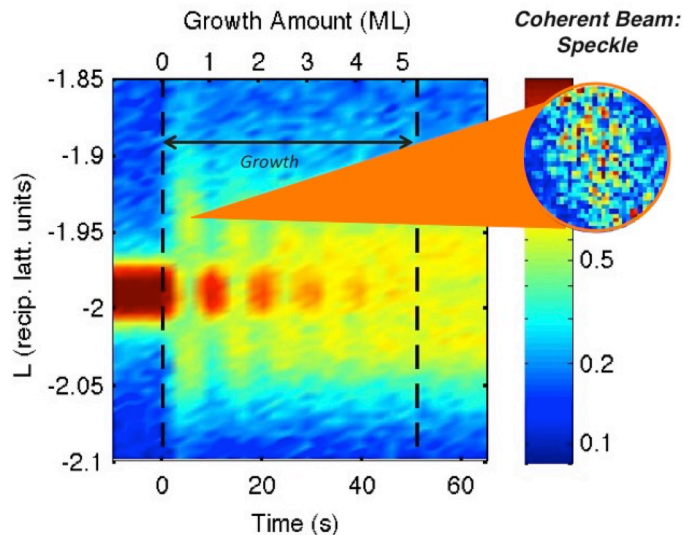 Growth Amount (ML)
Coherent Beam:
Speckle
0 1 2 3 4 5
-1.85
-1.9
-1.95
-2
-2.05
-2.1
L (recip. latt. units)
Growth
0.5
0.2
0.1
0 20 40 60
Time (s)